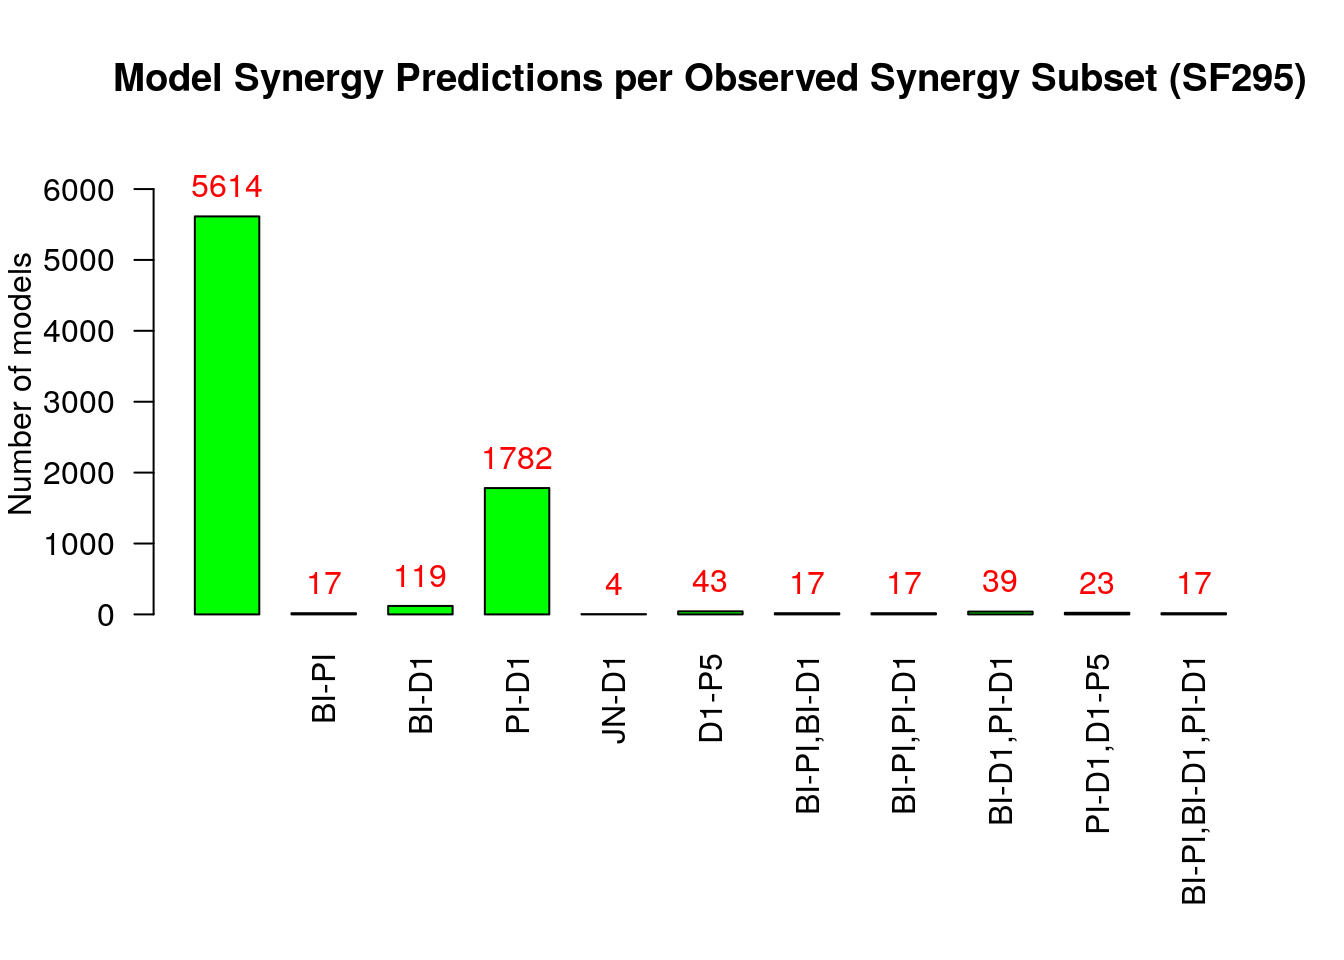 Model Synergy Predictions per Observed Synergy Subset (SF295)
Number of models
6000
5000
4000
3000
2000
1000
0
5614
17
119
1782
4
43
17
17
39
23
17
BI-PI
BI-D1
PI-D1
JN-D1
D1-P5
BI-PI,BI-D1
BI-PI,PI-D1
BI-D1,PI-D1
PI-D1,D1-P5
BI-PI,BI-D1,PI-D1